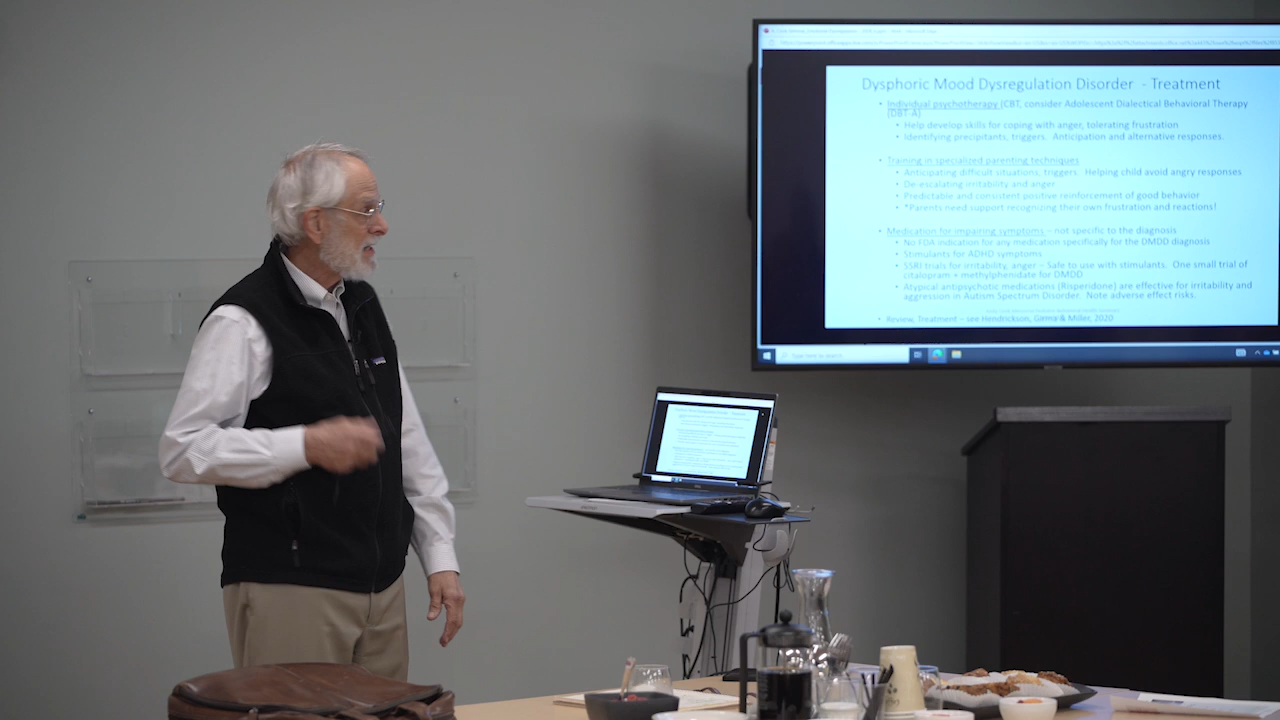 Dysphoric Mood Dysregulation Disorder - Treatment
• Individual psychotherapy (CBT, consider Adolescent Dialectical Behavioral Therapy
(DBT-A)
• Help develop skills for coping with anger, tolerating frustration
• Identifying precipitants, triggers. Anticipation and alternative responses.
• Training in specialized parenting techniques
• Anticipating difficult situations, triggers. Helping child avoid angry responses
• De-escalating irritability and anger
• Predictable and consistent positive reinforcement of good behavior
• *Parents need support recognizing their own frustration and reactions!
• Medication for impairing symptoms – not specific to the diagnosis
• No FDA indication for any medication specifically for the DMDD diagnosis
• Stimulants for ADHD symptoms
• SSRI trials for irritability, anger – Safe to use with stimulants. One small trial of
citalopram + methylphenidate for DMDD
• Atypical antipsychotic medications (Risperidone) are effective for irritability and
aggression in Autism Spectrum Disorder. Note adverse effect risks.
• Review, Treatment – see Hendrickson, Girma & Miller, 2020
Type here to search
patagonia